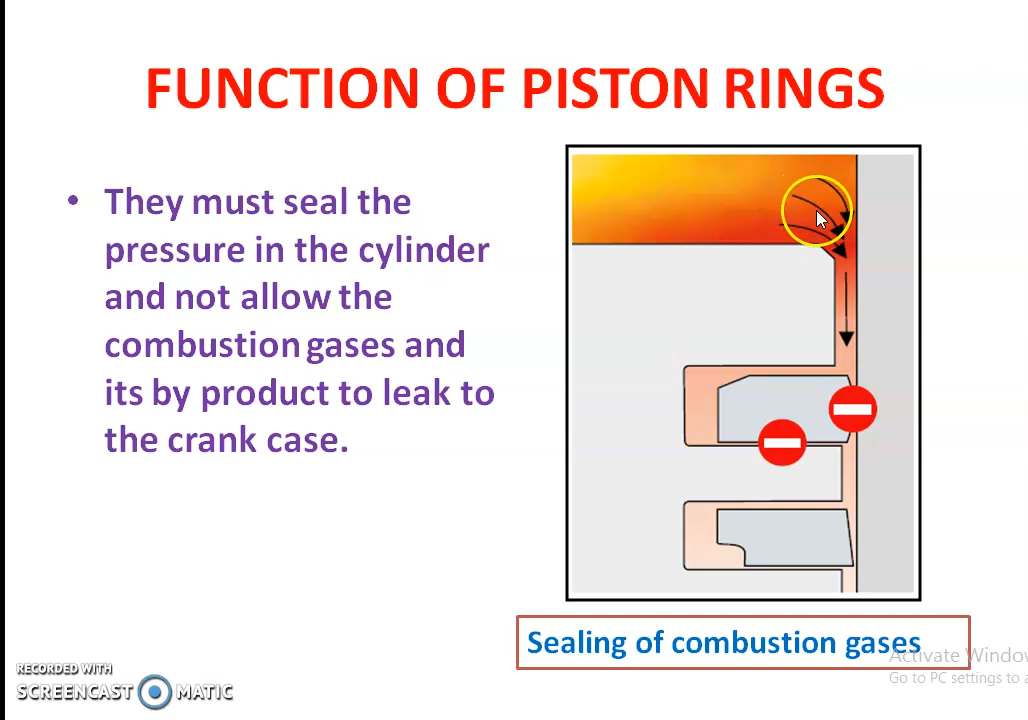 FUNCTION OF PISTON RINGS
• They must seal the
pressure in the cylinder
and not allow the
combustion gases and
its by product to leak to
the crank case.
Sealing of combustion gases
Activate Window
Go to PC settings to a
RECORDED WITH
SCREENCAST MATIC